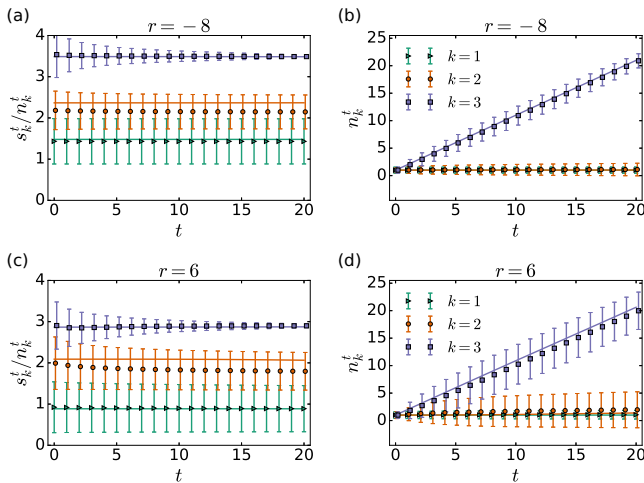 (a)
r = −8
s_k^t/n_k^t
4
3
2
1
0
0 5 10 15 20
t
(b)
r = −8
n_k^t
25
20
15
10
5
0
k = 1
k = 2
k = 3
0 5 10 15 20
t
(c)
r = 6
s_k^t/n_k^t
4
3
2
1
0
0 5 10 15 20
t
(d)
r = 6
n_k^t
25
20
15
10
5
0
k = 1
k = 2
k = 3
0 5 10 15 20
t